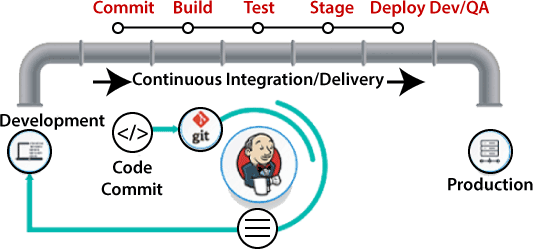 Commit Build Test Stage Deploy Dev/QA
Continuous Integration/Delivery
Development
</>
git
Code
Commit
Production